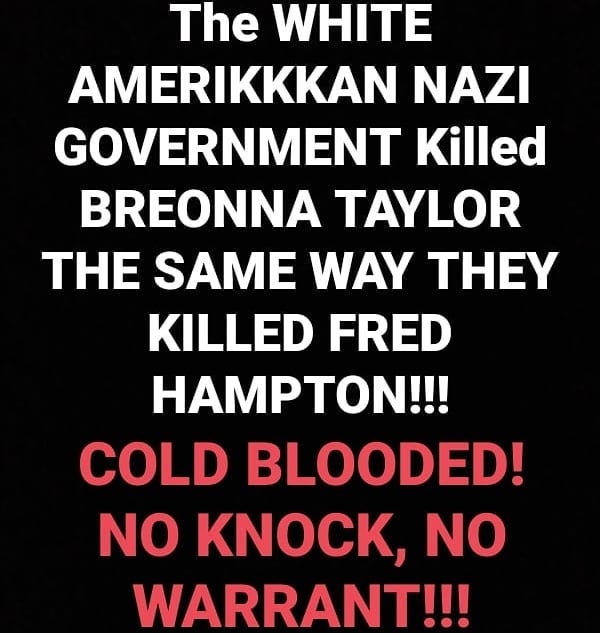 The WHITE
AMERIKKKAN NAZI
GOVERNMENT Killed
BREONNA TAYLOR
THE SAME WAY THEY
KILLED FRED
HAMPTON!!!
COLD BLOODED!
NO KNOCK, NO
WARRANT!!!